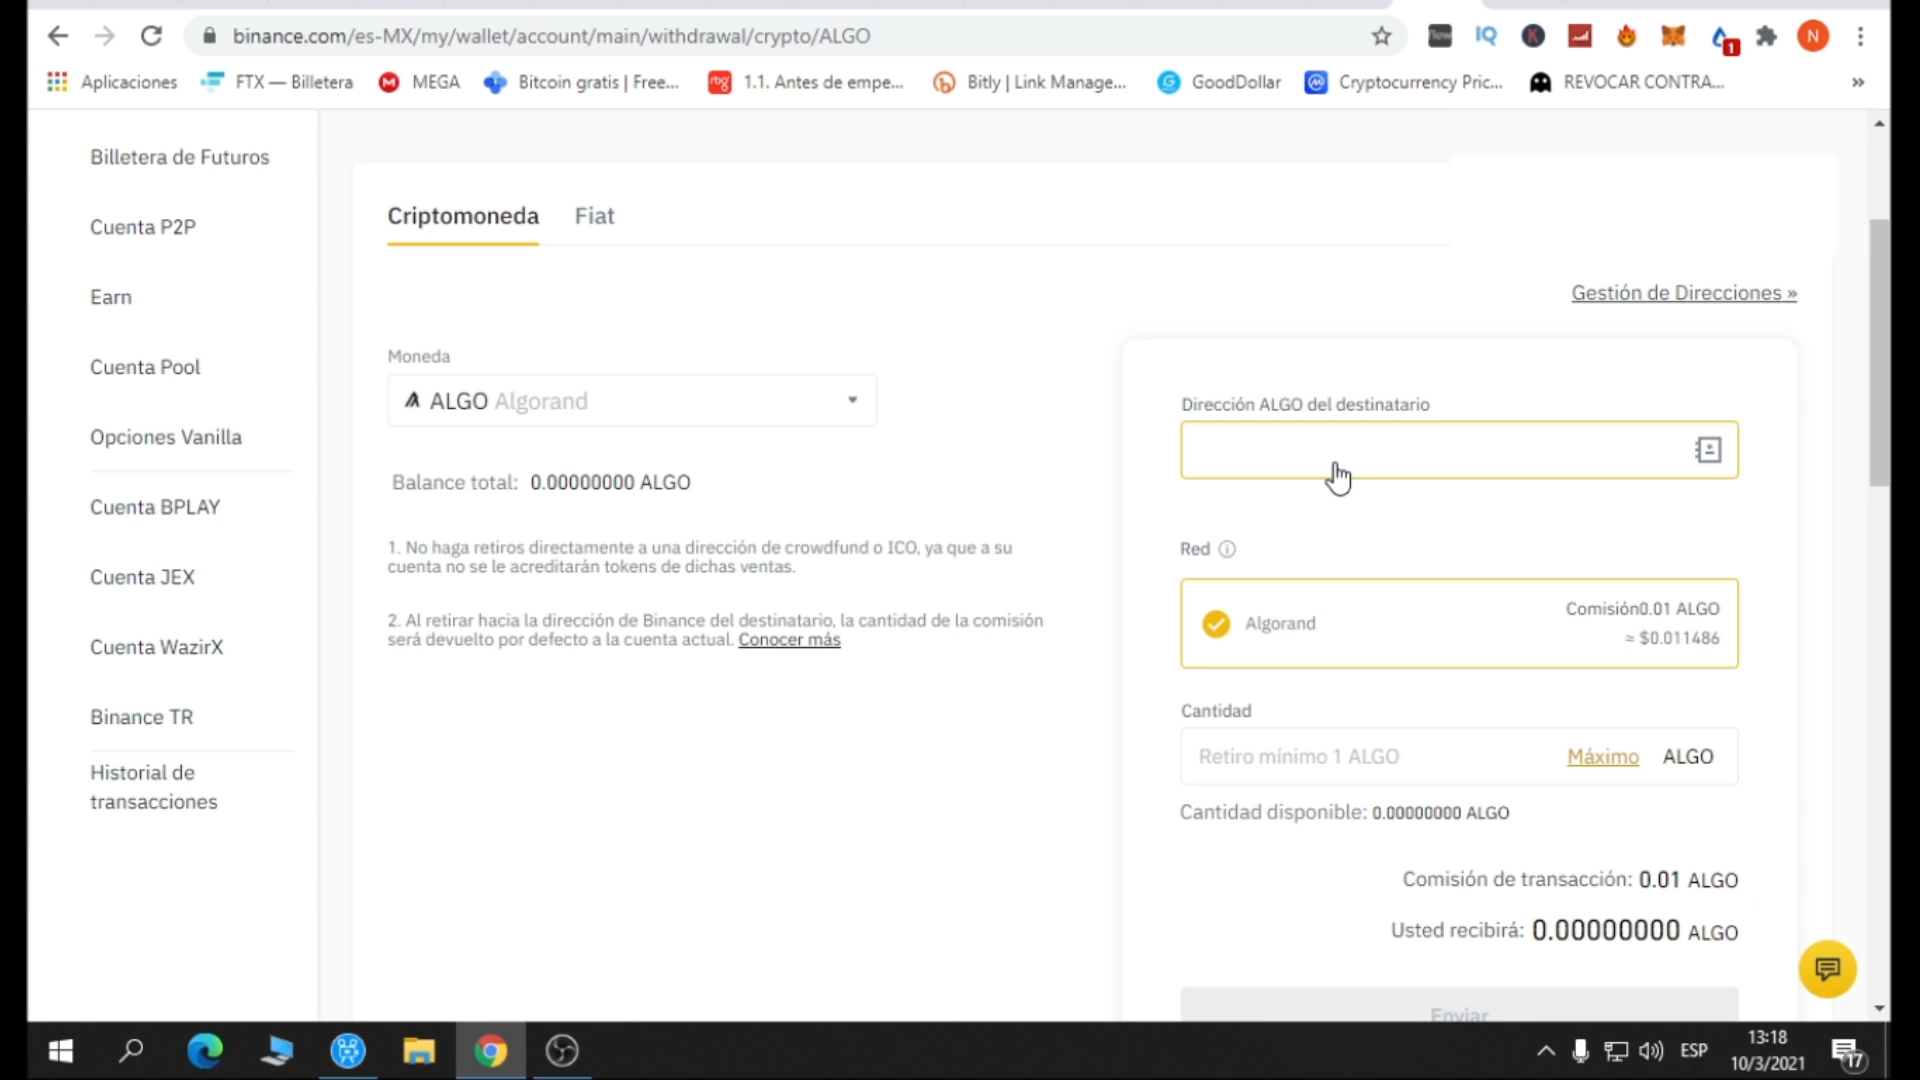 binance.com/es-MX/my/wallet/account/main/withdrawal/crypto/ALGO
new
IQ
K
1
N
Aplicaciones
FTX — Billetera
MEGA
Bitcoin gratis | Free...
rbg
1.1. Antes de empe...
Bitly | Link Manage...
GoodDollar
Cryptocurrency Pric...
REVOCAR CONTRA...
»
Billetera de Futuros
Cuenta P2P
Earn
Cuenta Pool
Opciones Vanilla
Cuenta BPLAY
Cuenta JEX
Cuenta WazirX
Binance TR
Historial de
transacciones
Criptomoneda
Fiat
Gestión de Direcciones »
Moneda
ALGO Algorand
Balance total: 0.00000000 ALGO
1. No haga retiros directamente a una dirección de crowdfund o ICO, ya que a su
cuenta no se le acreditarán tokens de dichas ventas.
2. Al retirar hacia la dirección de Binance del destinatario, la cantidad de la comisión
será devuelto por defecto a la cuenta actual. Conocer más
Dirección ALGO del destinatario
Red
Algorand
Comisión0.01 ALGO
≈ $0.011486
Cantidad
Retiro mínimo 1 ALGO
Máximo
ALGO
Cantidad disponible: 0.00000000 ALGO
Comisión de transacción: 0.01 ALGO
Usted recibirá: 0.00000000 ALGO
Enviar
ESP
13:18
10/3/2021
17